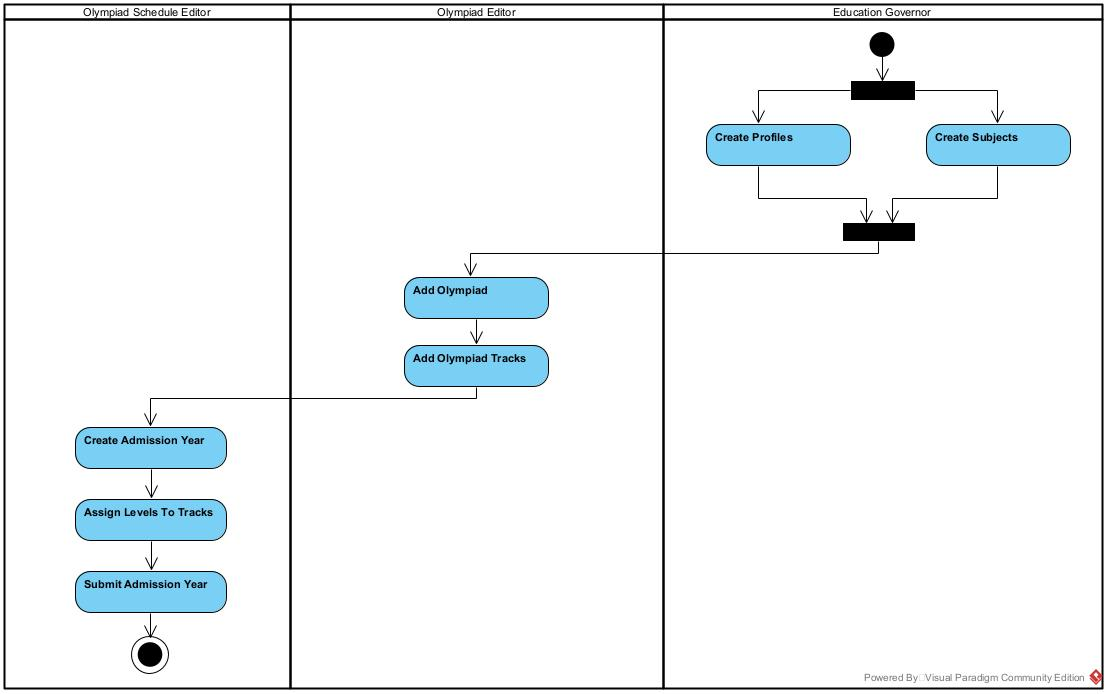 Olympiad Schedule Editor
Olympiad Editor
Education Governor
Create Profiles
Create Subjects
Add Olympiad
Add Olympiad Tracks
Create Admission Year
Assign Levels To Tracks
Submit Admission Year
Powered By Visual Paradigm Community Edition